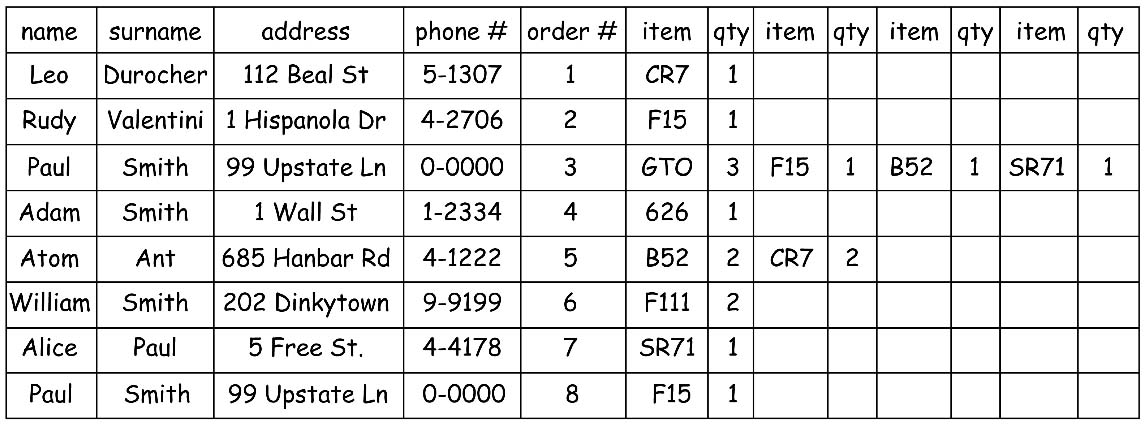 name surname address phone # order # item qty item qty item qty item qty
Leo Durocher 112 Beal St 5-1307 1 CR7 1
Rudy Valentini 1 Hispanola Dr 4-2706 2 F15 1
Paul Smith 99 Upstate Ln 0-0000 3 GTO 3 F15 1 B52 1 SR71 1
Adam Smith 1 Wall St 1-2334 4 626 1
Atom Ant 685 Hanbar Rd 4-1222 5 B52 2 CR7 2
William Smith 202 Dinkytown 9-9199 6 F111 2
Alice Paul 5 Free St. 4-4178 7 SR71 1
Paul Smith 99 Upstate Ln 0-0000 8 F15 1